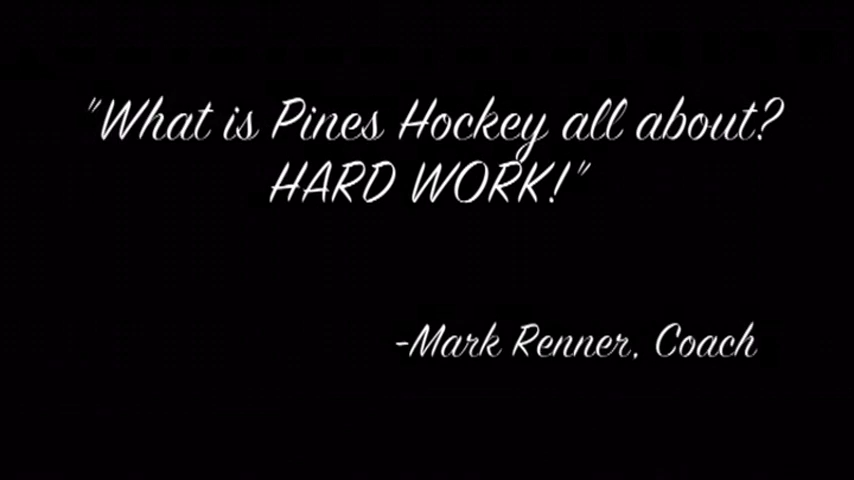 "What is Pines Hockey all about?
HARD WORK!"
-Mark Renner, Coach